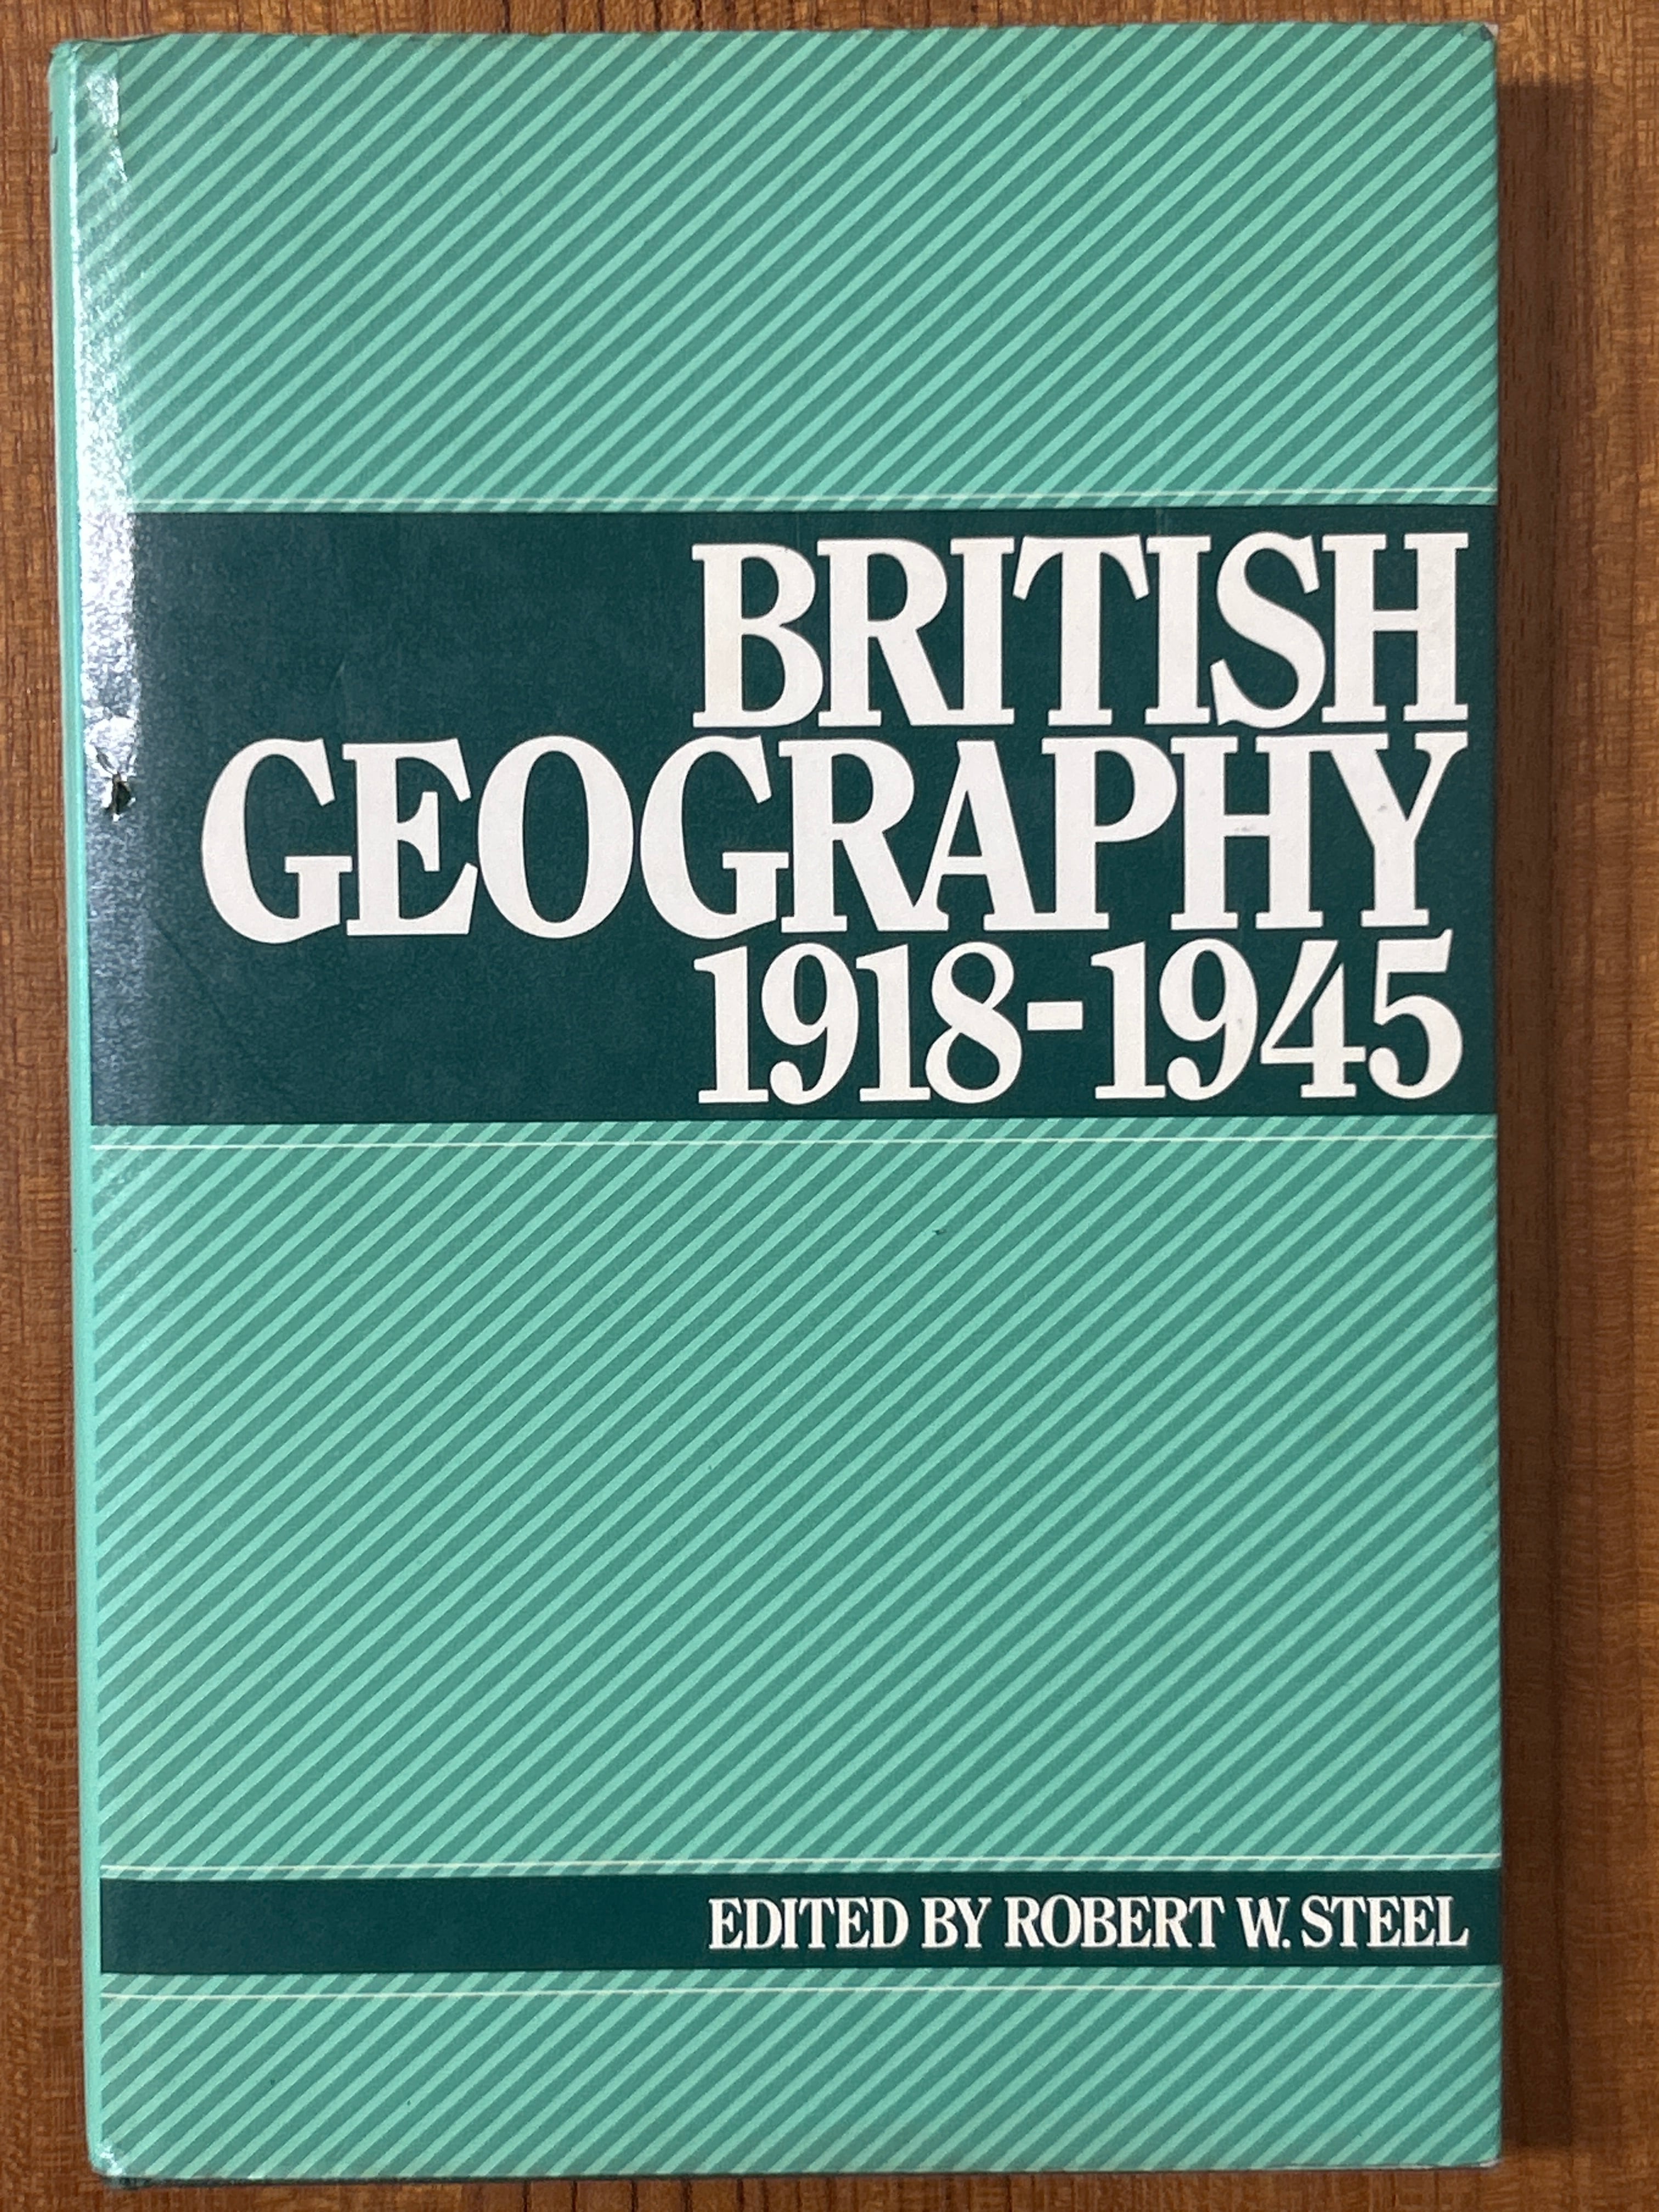 BRITISH
GEOGRAPHY
1918-1945
EDITED BY ROBERT W. STEEL